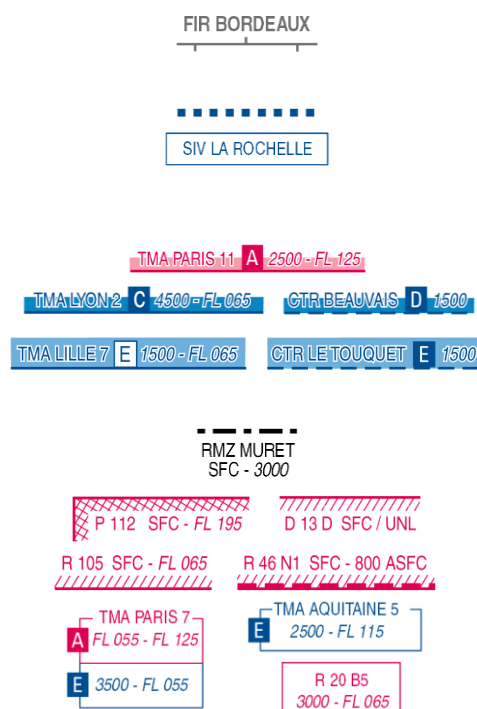 FIR BORDEAUX
SIV LA ROCHELLE
TMA PARIS 11 A 2500 - FL 125
TMA LYON 2 C 4500 - FL 065
CTR BEAUVAIS D 1500
TMA LILLE 7 E 1500 - FL 065
CTR LE TOUQUET E 1500
RMZ MURET
SFC - 3000
P 112 SFC - FL 195
D 13 D SFC / UNL
R 105 SFC - FL 065
R 46 N1 SFC - 800 ASFC
TMA PARIS 7
A FL 055 - FL 125
E 3500 - FL 055
TMA AQUITAINE 5
E 2500 - FL 115
R 20 B5
3000 - FL 065